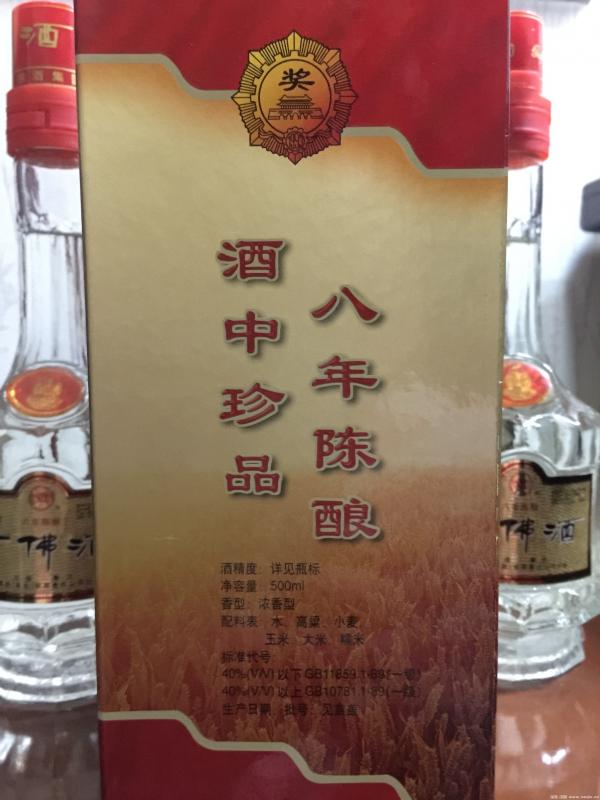 奖
酒中珍品
八年陈酿
酒精度：详见瓶标
净容量：500ml
香型：浓香型
配料表：水、高粱、小麦、
玉米、大米、糯米
标准代号：
40%(V/V)以下GB11859.1-89(一级)
40%(V/V)以上GB10781.1-89(一级)
生产日期、批号：见盒盖
酒
佛酒
佛酒